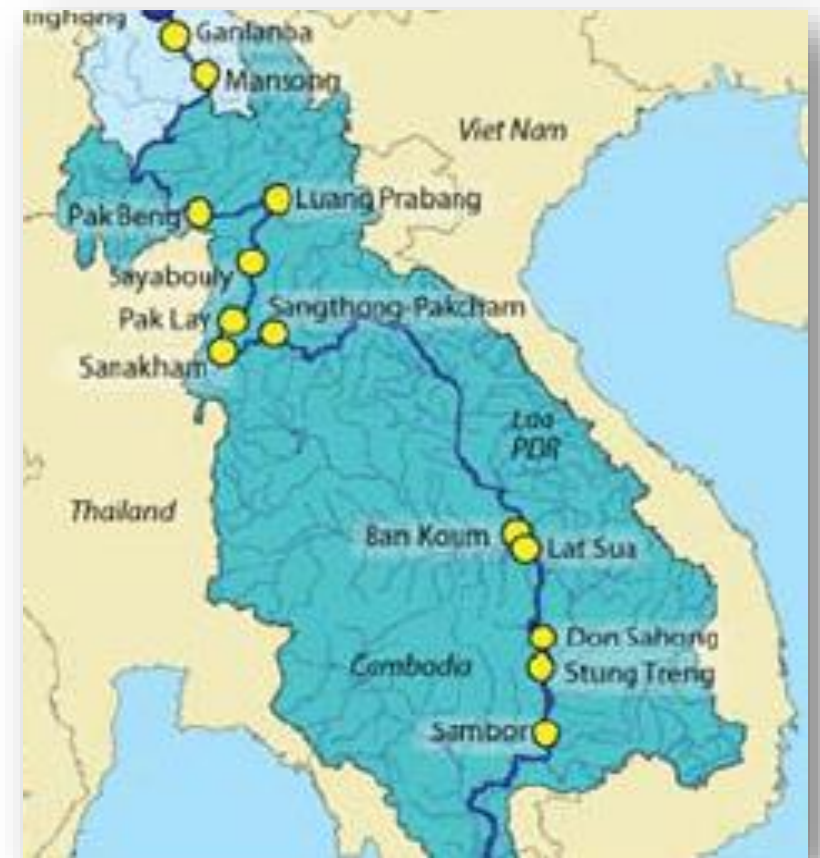 Ganlanba
Mansong
Viet Nam
Pak Beng
Luang Prabang
Sayabouly
Sangthong-Pakcham
Pak Lay
Sanakham
Lao
PDR
Thailand
Ban Koum
Lat Sua
Don Sahong
Cambodia
Stung Treng
Sambor